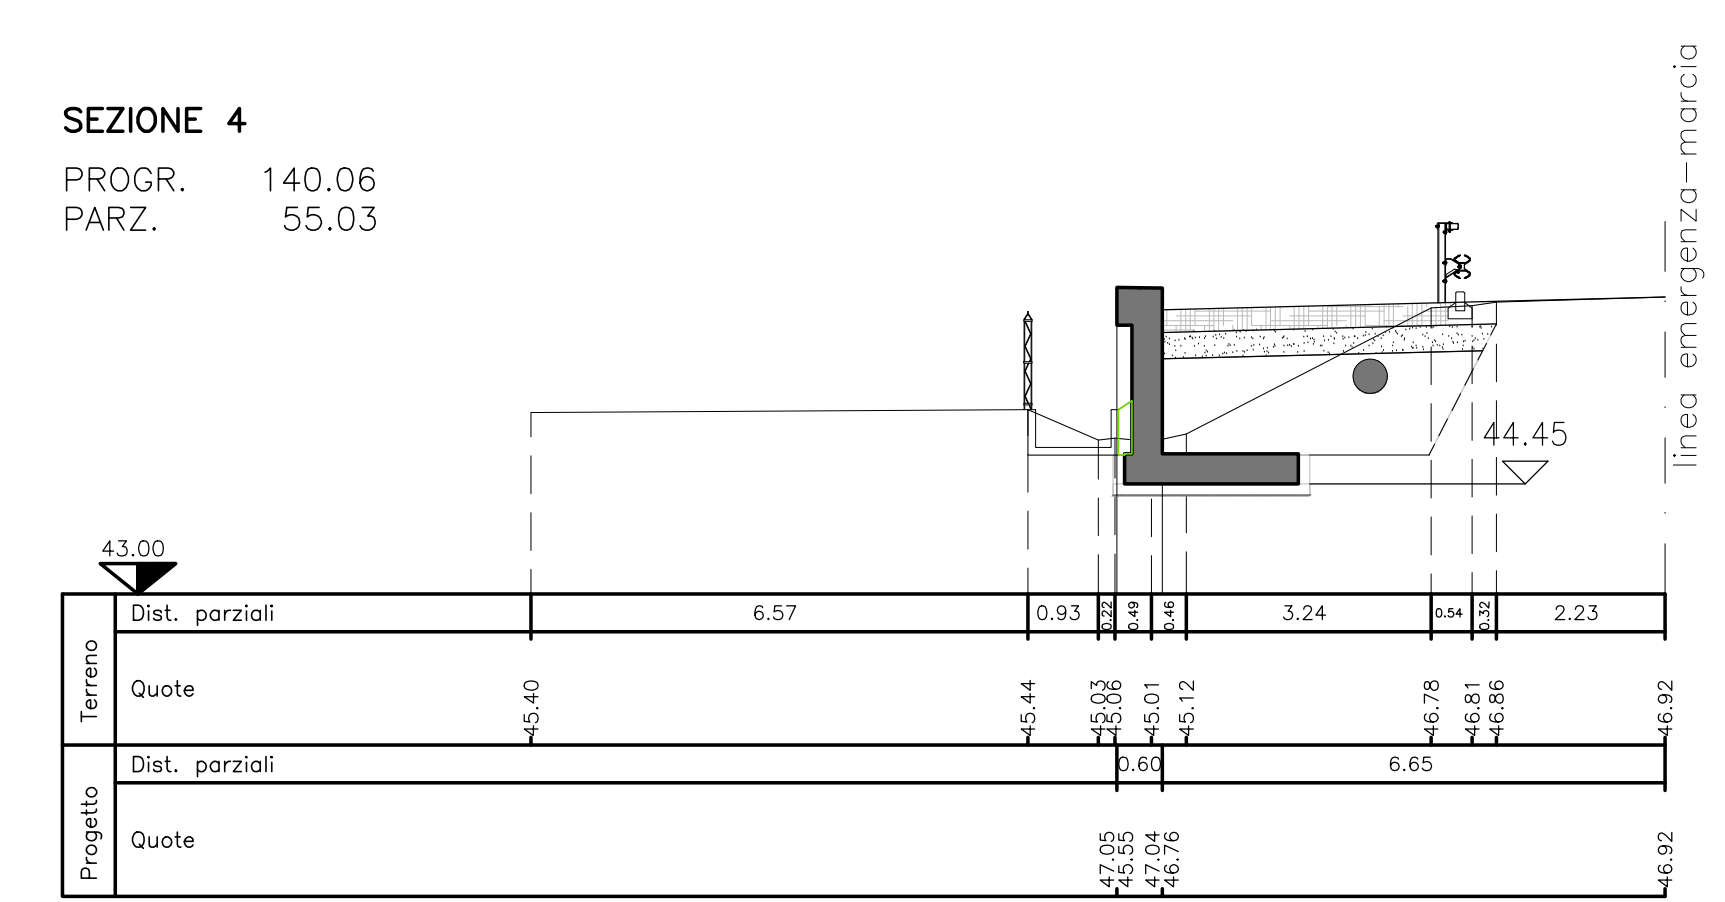 linea emergenza-marcia
SEZIONE 4
PROGR. 140.06
PARZ. 55.03
44.45
43.00
Terreno
Dist. parziali 6.57 0.93 0.22 0.49 0.46 3.24 0.54 0.32 2.23
Quote 45.40 45.44 45.03 45.06 45.01 45.12 46.78 46.81 46.86 46.92
Progetto
Dist. parziali 0.60 6.65
Quote 47.05 45.55 47.04 46.76 46.92